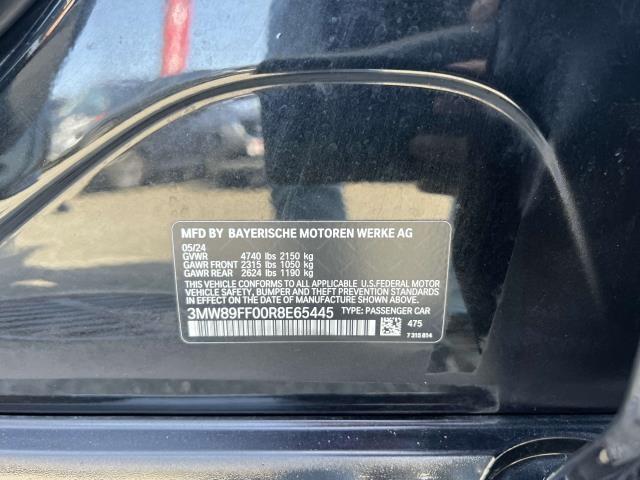 MFD BY BAYERISCHE MOTOREN WERKE AG
05/24
GVWR 4740 lbs 2150 kg
GAWR FRONT 2315 lbs 1050 kg
GAWR REAR 2624 lbs 1190 kg
THIS VEHICLE CONFORMS TO ALL APPLICABLE U.S.FEDERAL MOTOR
VEHICLE SAFETY, BUMPER AND THEFT PREVENTION STANDARDS
IN EFFECT ON THE DATE OF MANUFACTURE SHOWN ABOVE.
3MW89FF00R8E65445 TYPE: PASSENGER CAR
475
7 315 814